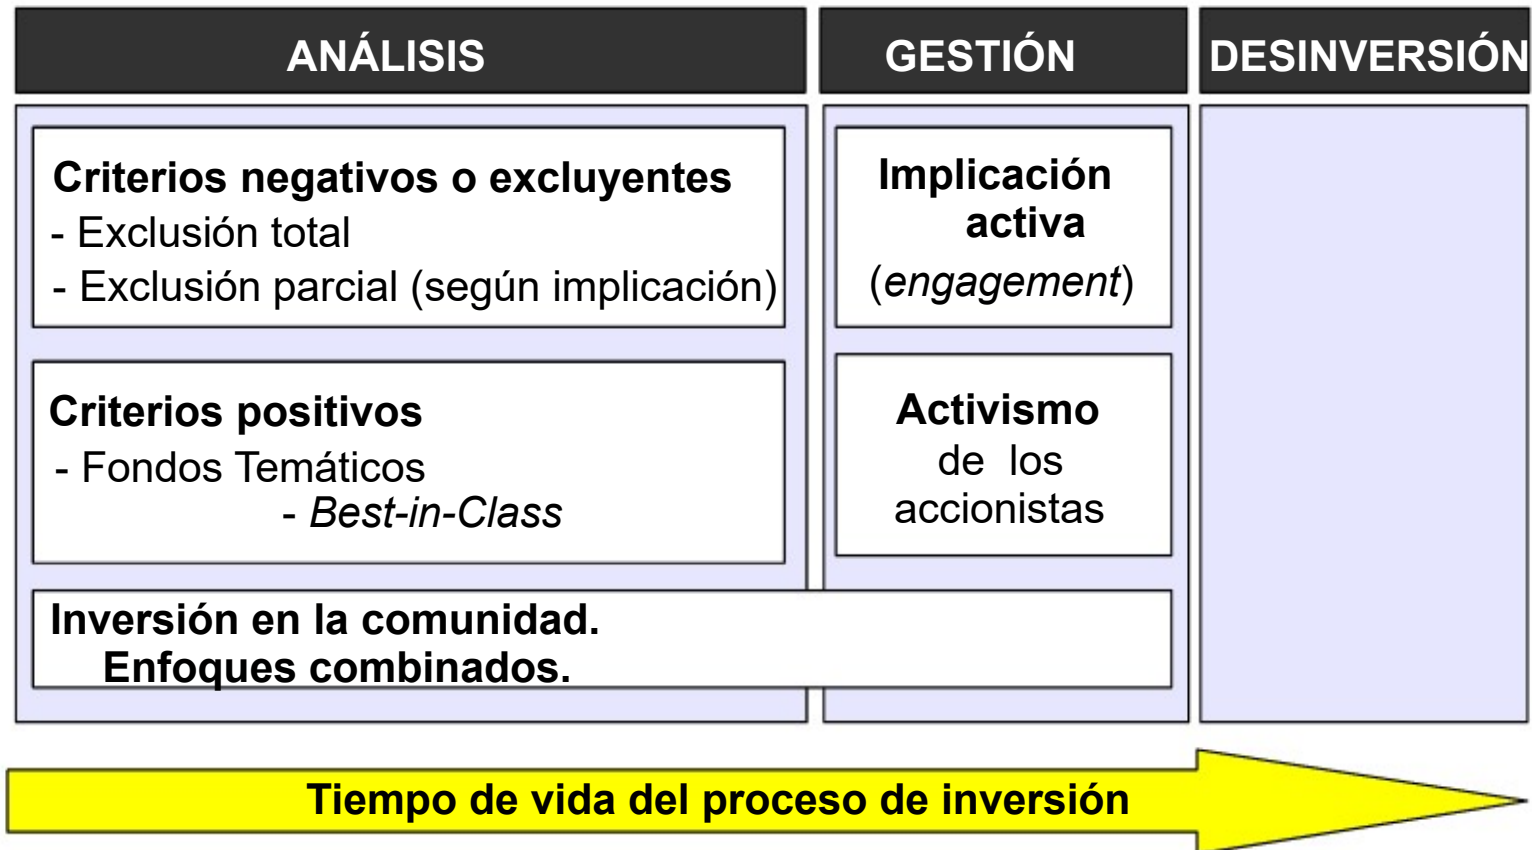 ANÁLISIS
GESTIÓN
DESINVERSIÓN
Criterios negativos o excluyentes
- Exclusión total
- Exclusión parcial (según implicación)
Criterios positivos
- Fondos Temáticos
- Best-in-Class
Implicación
activa
(engagement)
Activismo
de los
accionistas
Inversión en la comunidad.
Enfoques combinados.
Tiempo de vida del proceso de inversión